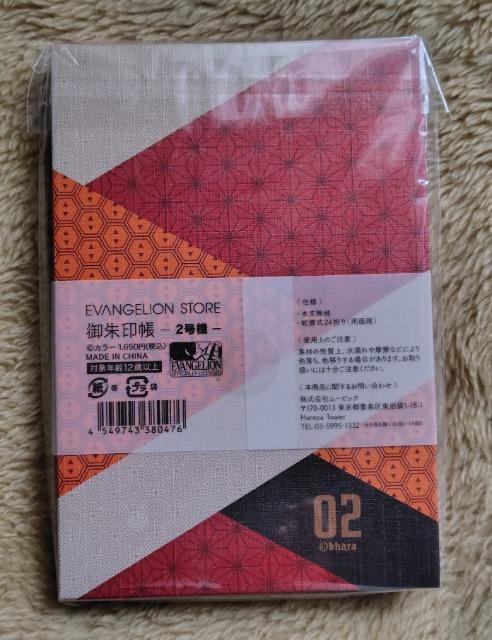 EVANGELION STORE
御朱印帳 – 2号機 –
©カラー 1,650円(税込)
MADE IN CHINA
対象年齢12歳以上
EVANGELION
OFFICIALLY LICENSED
紙 帯 プラ 袋
4 549743 380476
(仕様)
・本文無地
・蛇腹式24折り(両面用)
(使用上のご注意)
素材の性質上、水濡れや摩擦などにより
色落ち、色移りする場合があります。お取り
扱いには十分ご注意ください。
(本商品に関するお問い合わせ)
株式会社ムービック
〒170-0013 東京都豊島区東池袋1-18-1
Hareza Tower
TEL:03-5995-1332
02
©khara